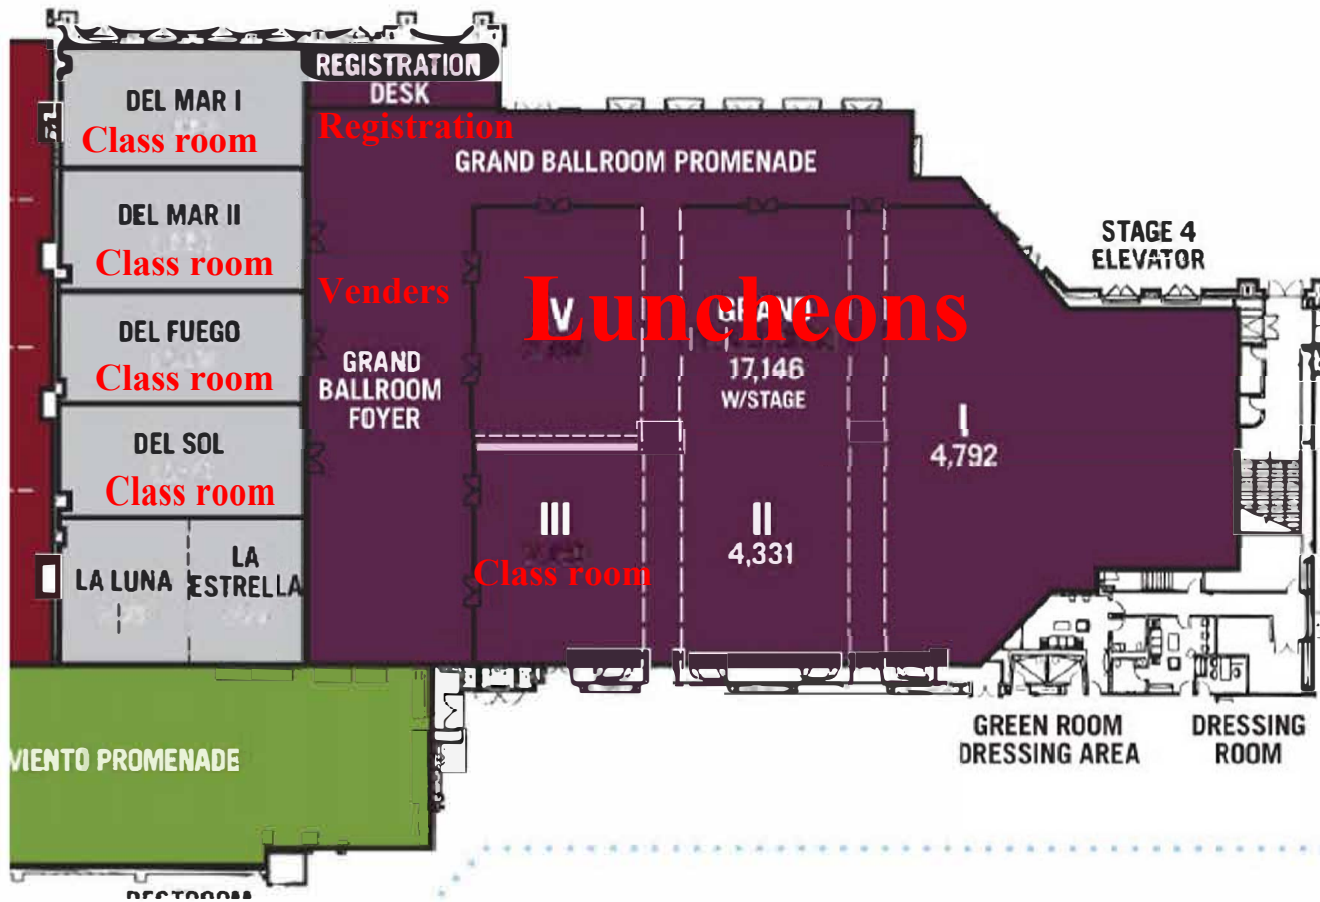 REGISTRATION
DESK
Registration
DEL MAR I
Class room
GRAND BALLROOM PROMENADE
DEL MAR II
Class room
STAGE 4
ELEVATOR
Venders
Luncheons
V
GRAND
17,146
W/STAGE
DEL FUEGO
Class room
GRAND
BALLROOM
FOYER
I
4,792
DEL SOL
Class room
III
Class room
II
4,331
LA LUNA
LA
ESTRELLA
GREEN ROOM
DRESSING AREA
DRESSING
ROOM
VIENTO PROMENADE
RESTROOM